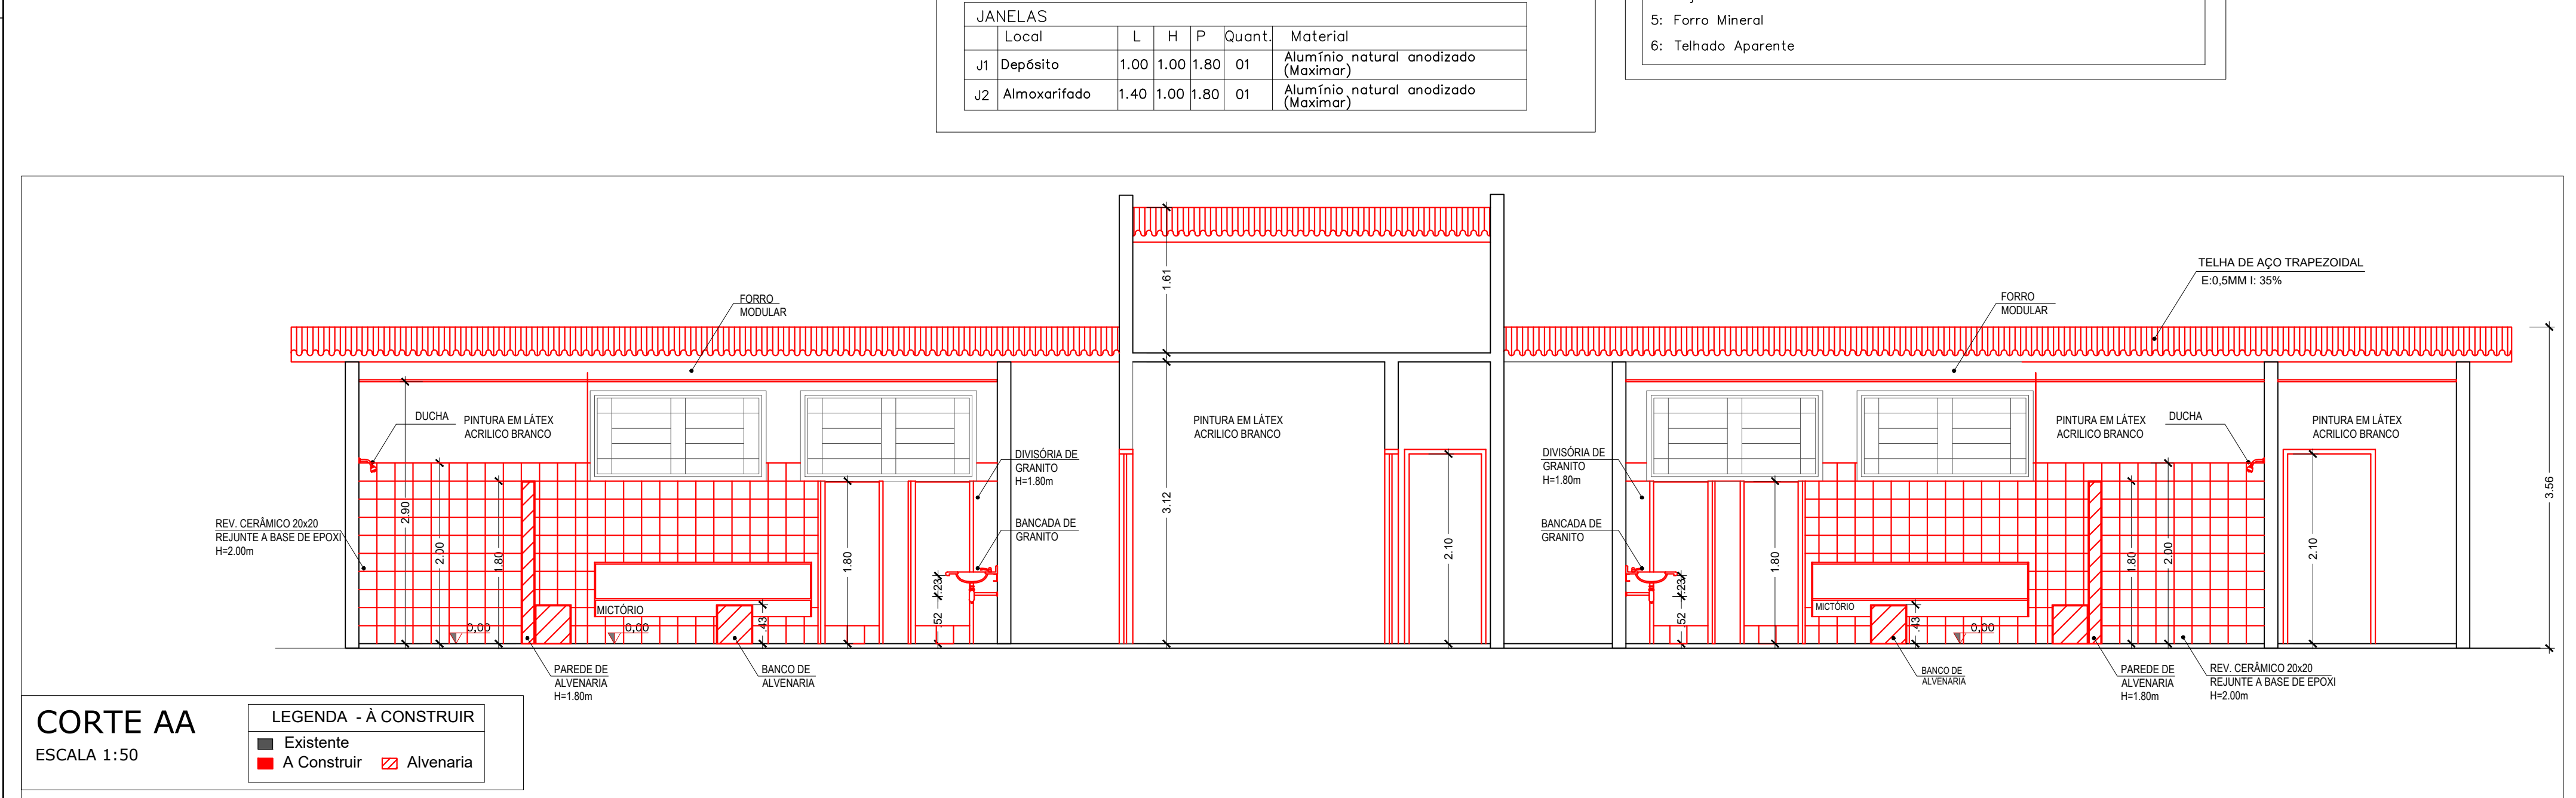 JANELAS
Local L H P Quant. Material
J1 Depósito 1.00 1.00 1.80 01 Alumínio natural anodizado
(Maximar)
J2 Almoxarifado 1.40 1.00 1.80 01 Alumínio natural anodizado
(Maximar)
5: Forro Mineral
6: Telhado Aparente
TELHA DE AÇO TRAPEZOIDAL
E:0,5MM I: 35%
1.61
FORRO
MODULAR
FORRO
MODULAR
DUCHA
PINTURA EM LÁTEX
ACRILICO BRANCO
PINTURA EM LÁTEX
ACRILICO BRANCO
PINTURA EM LÁTEX
ACRILICO BRANCO
DUCHA
PINTURA EM LÁTEX
ACRILICO BRANCO
DIVISÓRIA DE
GRANITO
H=1.80m
DIVISÓRIA DE
GRANITO
H=1.80m
3.56
2.90
3.12
REV. CERÂMICO 20x20
REJUNTE A BASE DE EPOXI
H=2.00m
BANCADA DE
GRANITO
BANCADA DE
GRANITO
2.00
1.80
1.80
2.10
1.80
1.80
2.00
2.10
.23
.52
.23
.52
MICTÓRIO
.43
MICTÓRIO
.43
0,00
0,00
0,00
PAREDE DE
ALVENARIA
H=1.80m
BANCO DE
ALVENARIA
BANCO DE
ALVENARIA
PAREDE DE
ALVENARIA
H=1.80m
REV. CERÂMICO 20x20
REJUNTE A BASE DE EPOXI
H=2.00m
CORTE AA
ESCALA 1:50
LEGENDA - À CONSTRUIR
Existente
A Construir Alvenaria